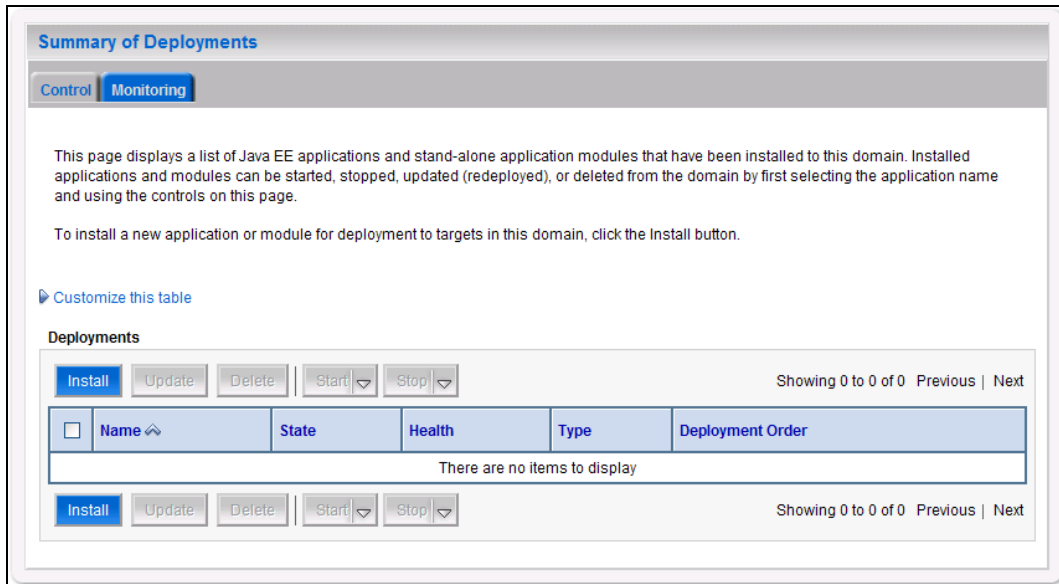 Summary of Deployments
Control Monitoring
This page displays a list of Java EE applications and stand-alone application modules that have been installed to this domain. Installed
applications and modules can be started, stopped, updated (redeployed), or deleted from the domain by first selecting the application name
and using the controls on this page.
To install a new application or module for deployment to targets in this domain, click the Install button.
Customize this table
Deployments
Install Update Delete Start Stop Showing 0 to 0 of 0 Previous | Next
Name State Health Type Deployment Order
There are no items to display
Install Update Delete Start Stop Showing 0 to 0 of 0 Previous | Next